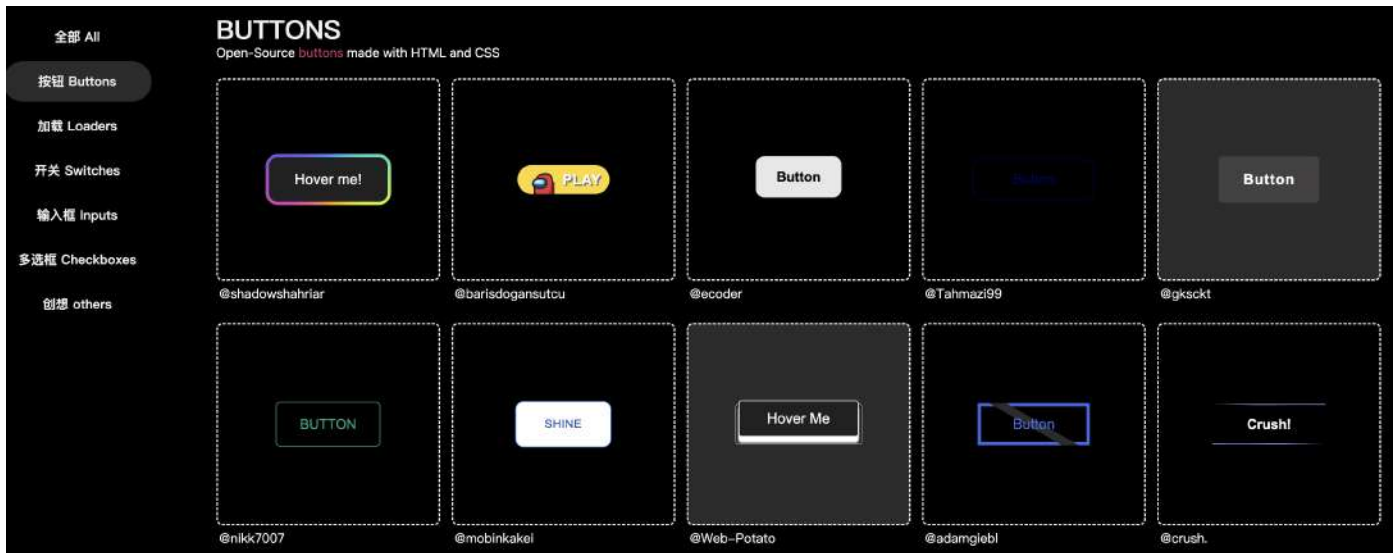 全部 All
按钮 Buttons
加载 Loaders
开关 Switches
输入框 Inputs
多选框 Checkboxes
创想 others
BUTTONS
Open-Source buttons made with HTML and CSS
Hover me!
PLAY
Button
Button
Button
@shadowshahriar
@barisdogansutcu
@ecoder
@Tahmazi99
@gksckt
BUTTON
SHINE
Hover Me
Button
Crush!
@nikk7007
@mobinkakei
@Web-Potato
@adamgiebl
@crush.